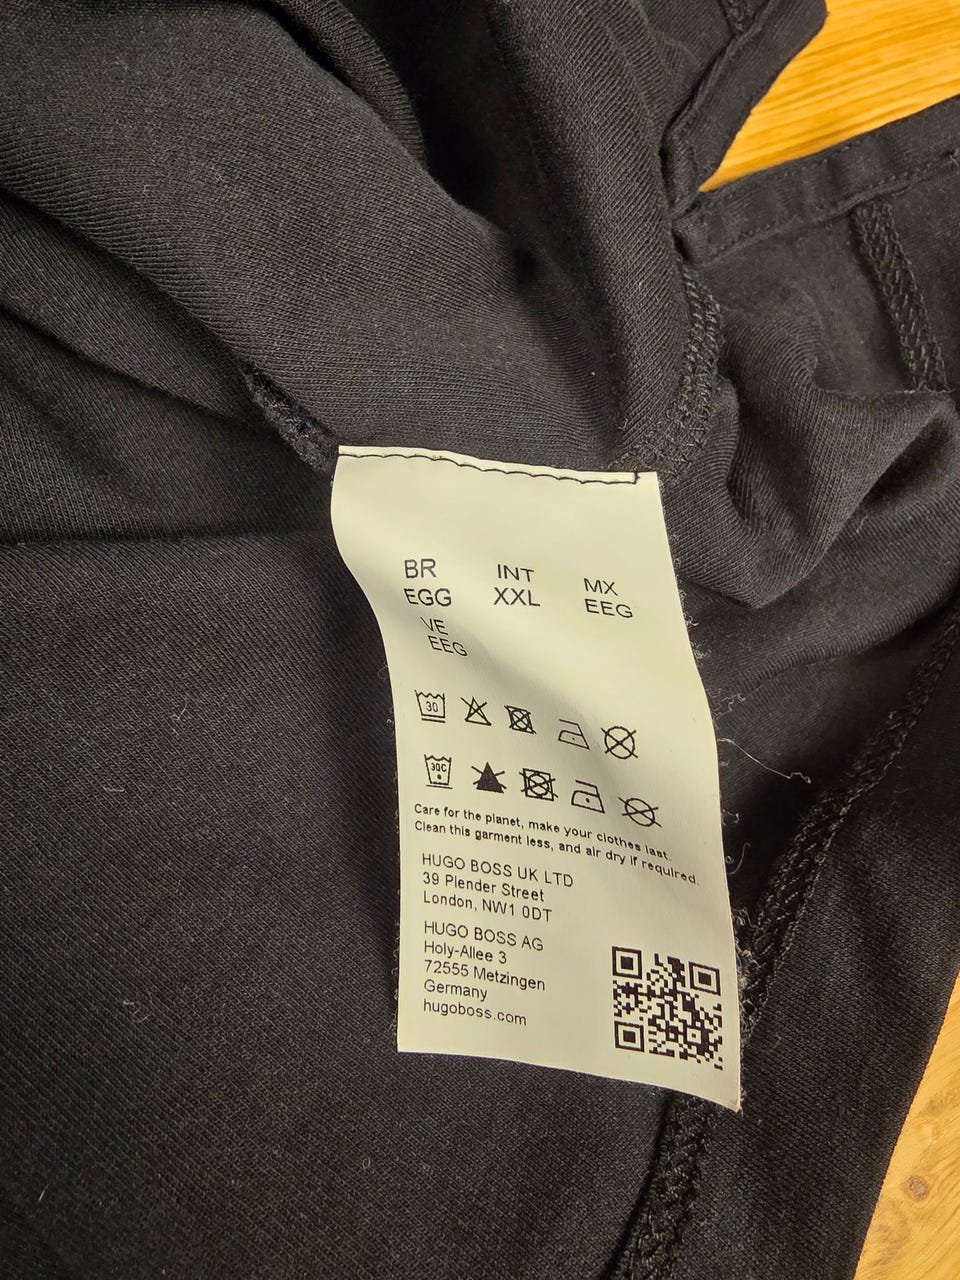 BR INT MX
EGG XXL EEG
VE
EEG
30
30C
Care for the planet, make your clothes last.
Clean this garment less, and air dry if required.
HUGO BOSS UK LTD
39 Plender Street
London, NW1 0DT
HUGO BOSS AG
Holy-Allee 3
72555 Metzingen
Germany
hugoboss.com